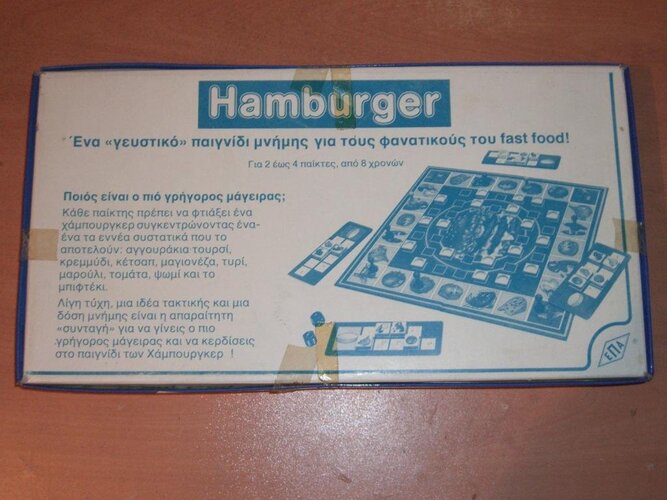 Hamburger
Ένα «γευστικό» παιγνίδι μνήμης για τους φανατικούς του fast food!
Για 2 έως 4 παίκτες, από 8 χρονών
Ποιός είναι ο πιό γρήγορος μάγειρας;
Κάθε παίκτης πρέπει να φτιάξει ένα
χάμπουργκερ συγκεντρώνοντας ένα-
ένα τα εννέα συστατικά που το
αποτελούν: αγγουράκια τουρσί,
κρεμμύδι, κέτσαπ, μαγιονέζα, τυρί,
μαρούλι, τομάτα, ψωμί και το
μπιφτέκι.
Λίγη τύχη, μια ιδέα τακτικής και μια
δόση μνήμης είναι η απαραίτητη
«συνταγή» για να γίνεις ο πιο
γρήγορος μάγειρας και να κερδίσεις
στο παιγνίδι των Χάμπουργκερ !
ΕΠΑ